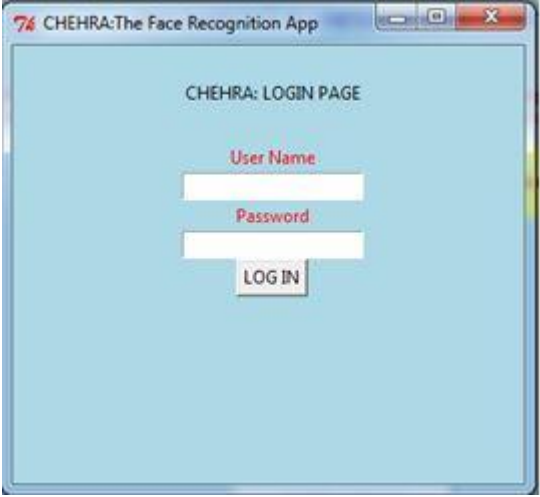 CHEHRA:The Face Recognition App
CHEHRA: LOGIN PAGE
User Name
Password
LOG IN